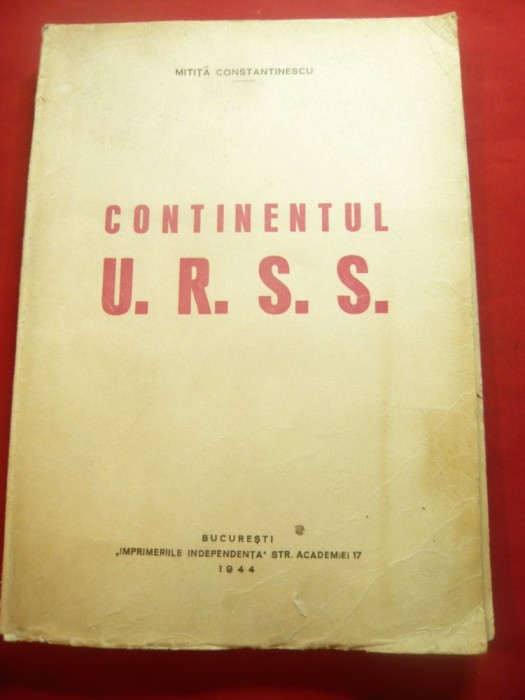 MITIȚĂ CONSTANTINESCU
CONTINENTUL
U. R. S. S.
BUCUREȘTI
„IMPRIMERIILE INDEPENDENȚA" STR. ACADEMIEI 17
1944